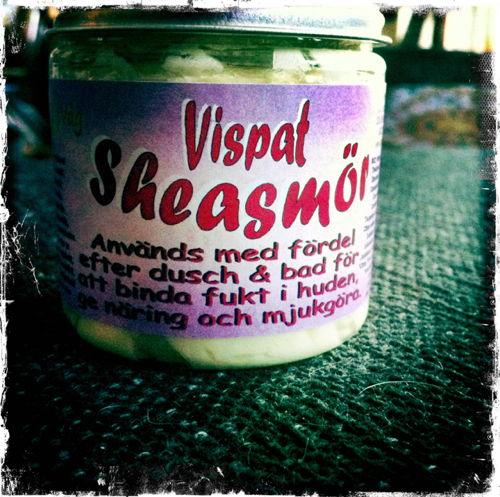 Vispat
Sheasmör
Används med fördel
efter dusch & bad för
att binda fukt i huden,
ge näring och mjukgöra.